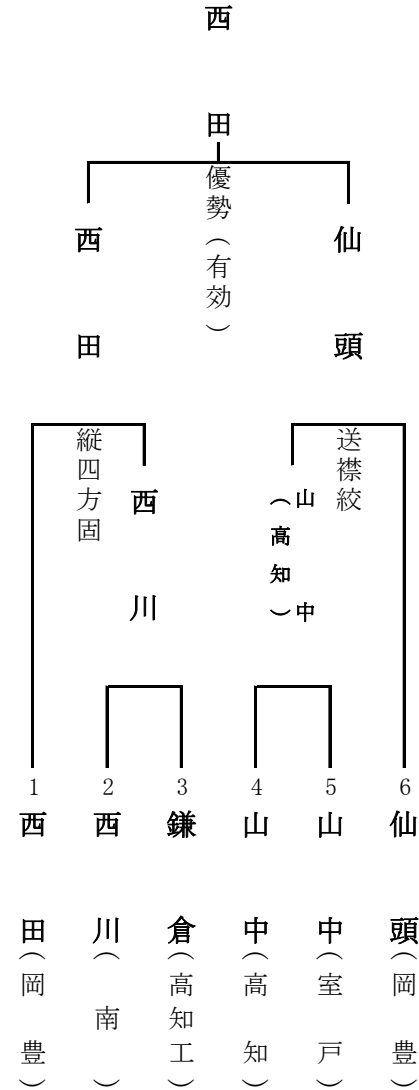 西田
優勢（有効）
西田
仙頭
縦四方固
送襟絞
西川
山中
（高知）
1
2
3
4
5
6
西田（岡豊）
西川（南）
鎌倉（高知工）
山中（高知）
山中（室戸）
仙頭（岡豊）